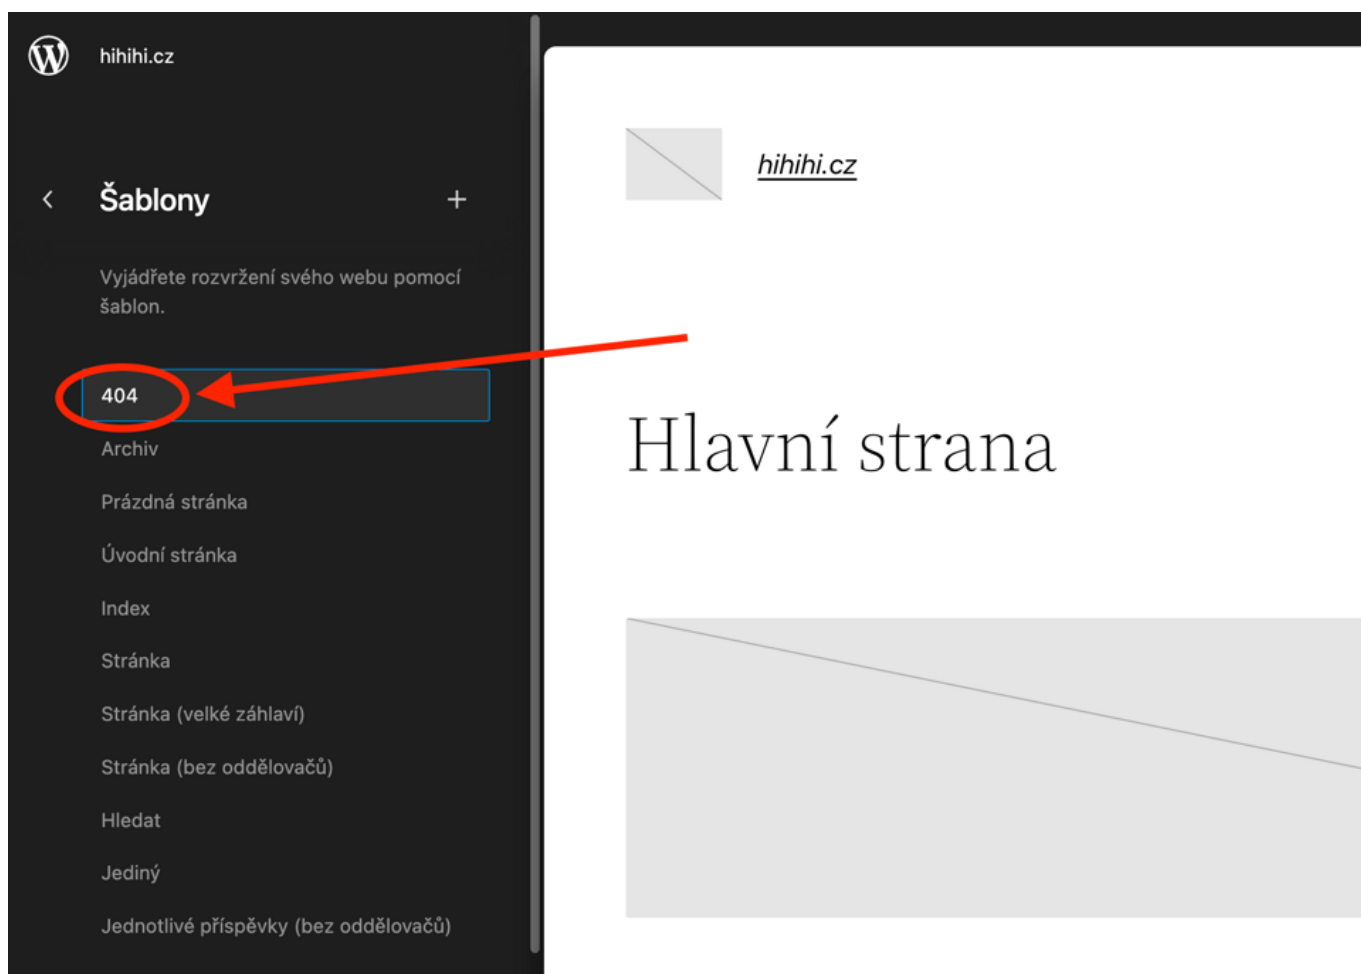 hihihi.cz
Šablony
Vyjádřete rozvržení svého webu pomocí
šablon.
404
Archiv
Prázdná stránka
Úvodní stránka
Index
Stránka
Stránka (velké záhlaví)
Stránka (bez oddělovačů)
Hledat
Jediný
Jednotlivé příspěvky (bez oddělovačů)
hihihi.cz
Hlavní strana